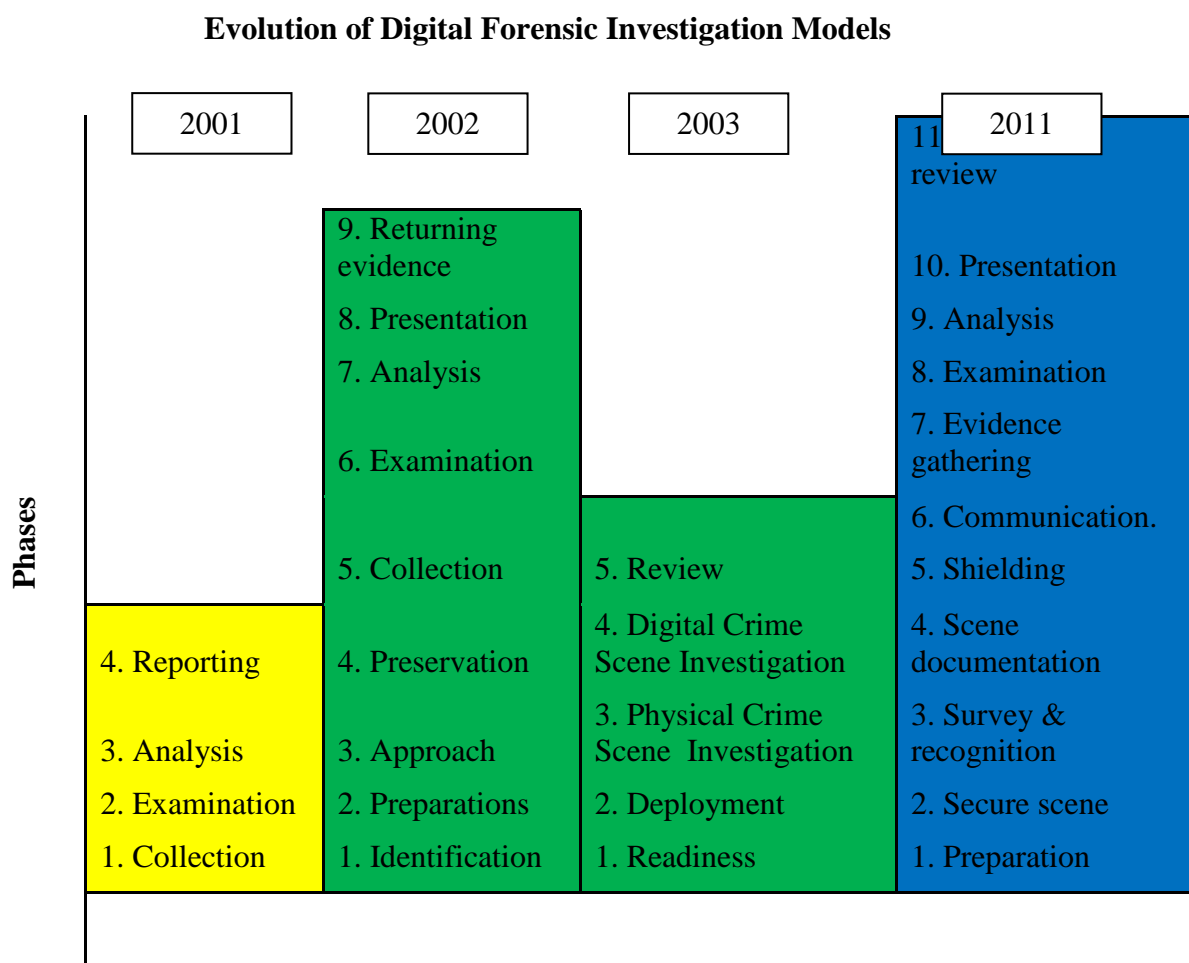 Evolution of Digital Forensic Investigation Models
2001
2002
2003
2011
Phases
4. Reporting
3. Analysis
2. Examination
1. Collection
9. Returning
evidence
8. Presentation
7. Analysis
6. Examination
5. Collection
4. Preservation
3. Approach
2. Preparations
1. Identification
5. Review
4. Digital Crime
Scene Investigation
3. Physical Crime
Scene Investigation
2. Deployment
1. Readiness
11
review
10. Presentation
9. Analysis
8. Examination
7. Evidence
gathering
6. Communication.
5. Shielding
4. Scene
documentation
3. Survey &
recognition
2. Secure scene
1. Preparation